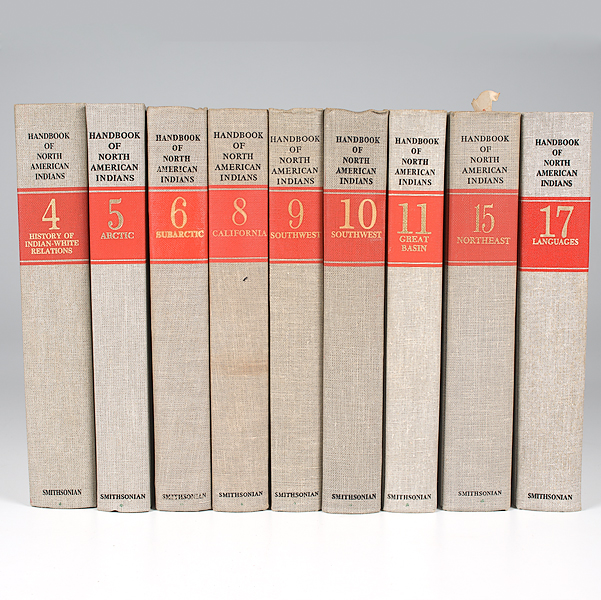 HANDBOOK
OF
NORTH
AMERICAN
INDIANS
4
HISTORY OF
INDIAN-WHITE
RELATIONS
SMITHSONIAN
HANDBOOK
OF
NORTH
AMERICAN
INDIANS
5
ARCTIC
SMITHSONIAN
HANDBOOK
OF
NORTH
AMERICAN
INDIANS
6
SUBARCTIC
SMITHSONIAN
HANDBOOK
OF
NORTH
AMERICAN
INDIANS
8
CALIFORNIA
SMITHSONIAN
HANDBOOK
OF
NORTH
AMERICAN
INDIANS
9
SOUTHWEST
SMITHSONIAN
HANDBOOK
OF
NORTH
AMERICAN
INDIANS
10
SOUTHWEST
SMITHSONIAN
HANDBOOK
OF
NORTH
AMERICAN
INDIANS
11
GREAT
BASIN
SMITHSONIAN
HANDBOOK
OF
NORTH
AMERICAN
INDIANS
15
NORTHEAST
SMITHSONIAN
HANDBOOK
OF
NORTH
AMERICAN
INDIANS
17
LANGUAGES
SMITHSONIAN